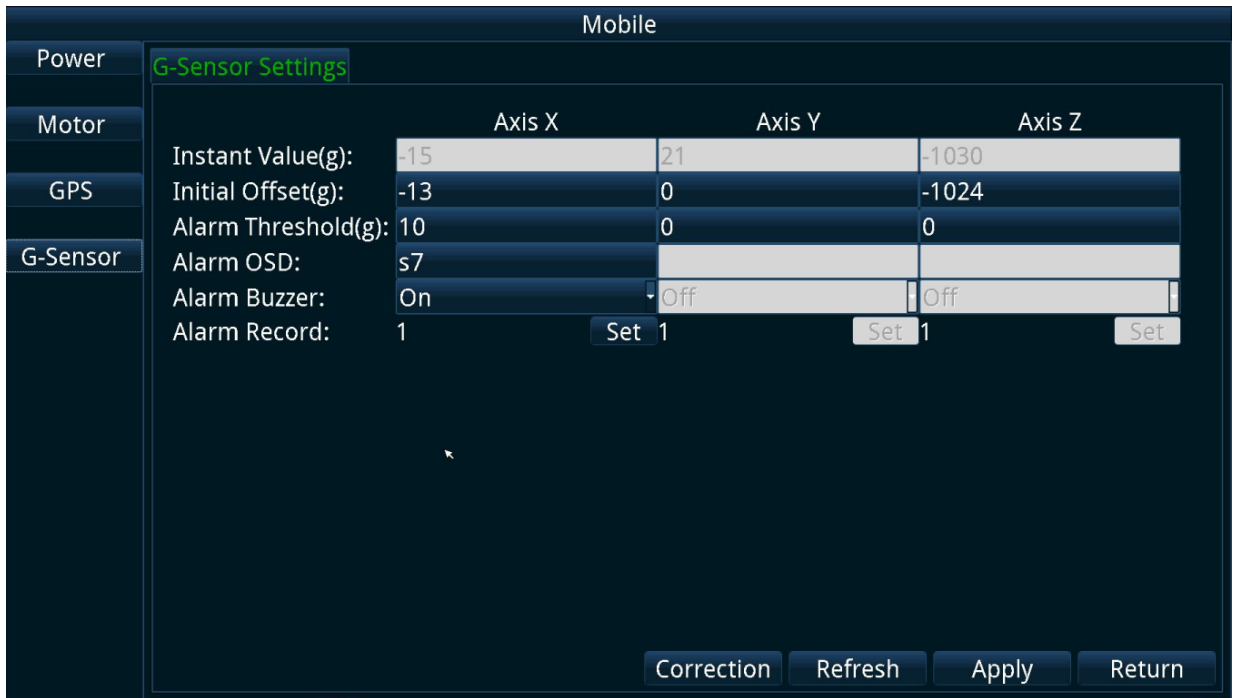 Mobile
Power
G-Sensor Settings
Motor
Axis X Axis Y Axis Z
Instant Value(g): -15 21 -1030
GPS
Initial Offset(g): -13 0 -1024
Alarm Threshold(g): 10 0 0
G-Sensor
Alarm OSD: s7
Alarm Buzzer: On Off Off
Alarm Record: 1 Set 1 Set 1 Set
Correction Refresh Apply Return